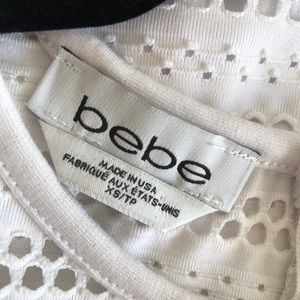 bebe
MADE IN USA
FABRIQUÉ AUX ÉTATS-UNIS
XS/TP